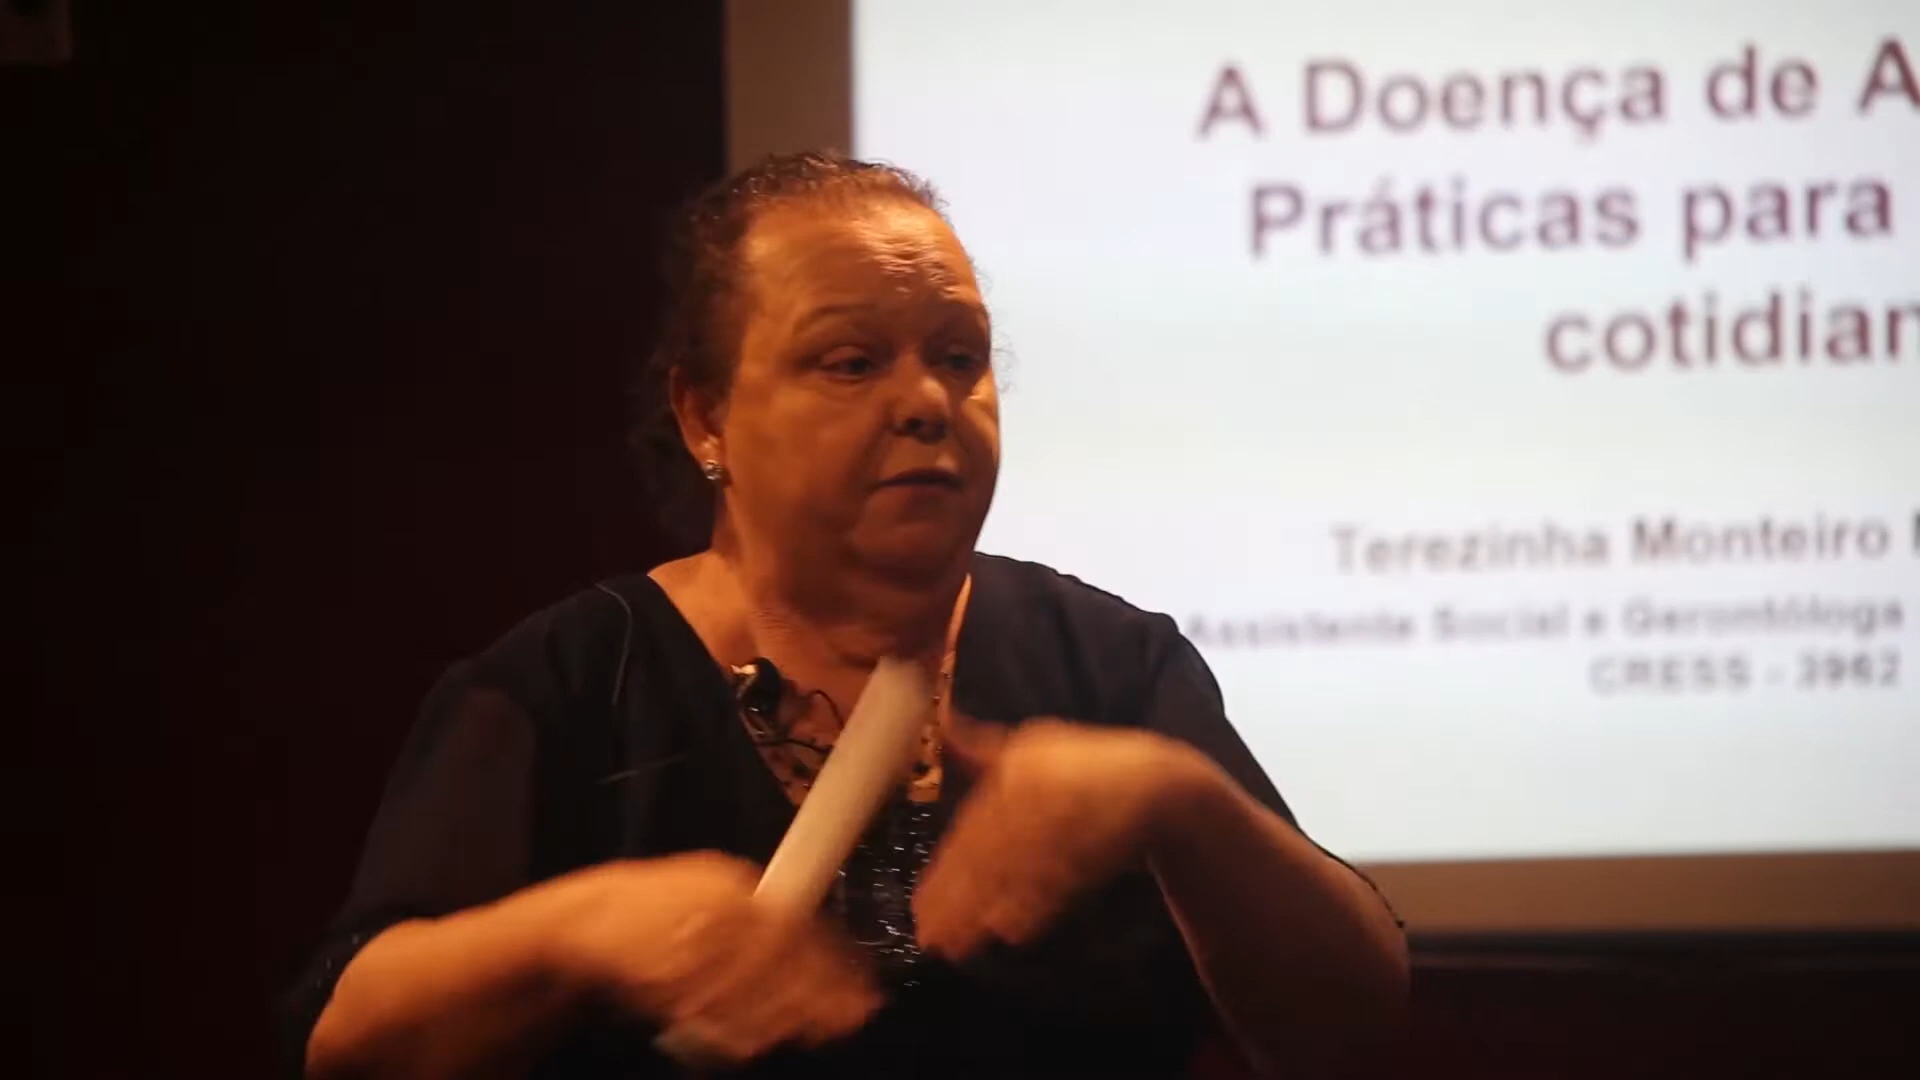 A Doença de A
Práticas para
cotidian
Terezinha Monteiro
Assistente Social e Gerontóloga
CRESS - 3962